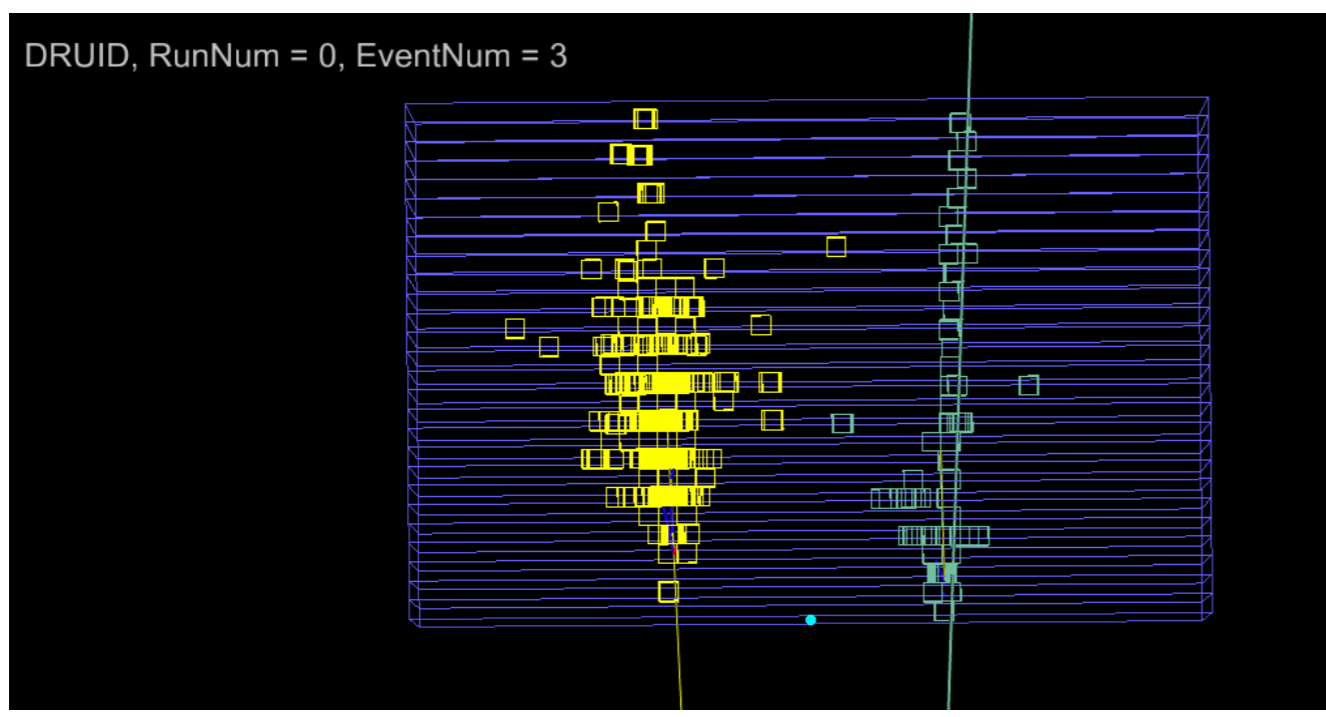 DRUID, RunNum = 0, EventNum = 3